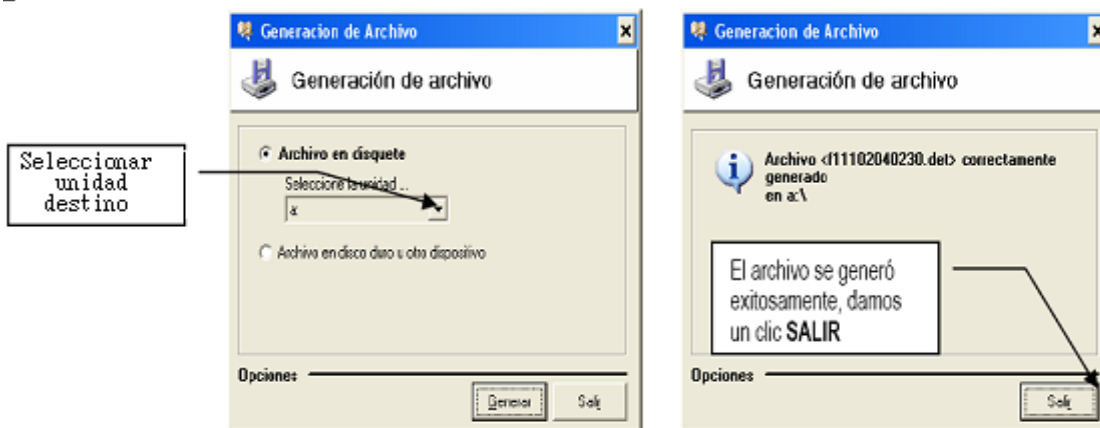 Generacion de Archivo
Generación de archivo
Seleccionar
unidad
destino
Archivo en disquete
Seleccione la unidad ...
a:
Archivo en disco duro u otro dispositivo
Opciones
Generar
Salir
Generacion de Archivo
Generación de archivo
Archivo <f11102040230.det> correctamente
generado
en a:\
El archivo se generó
exitosamente, damos
un clic SALIR
Opciones
Salir